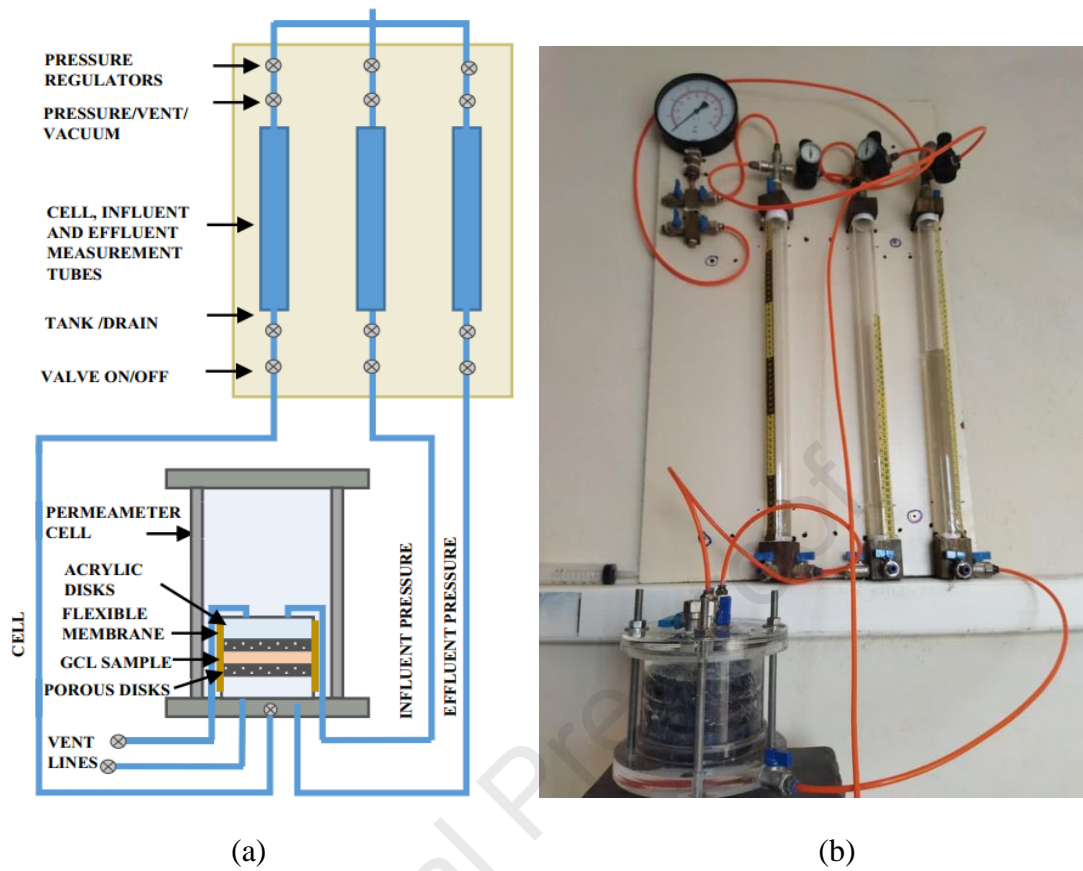 PRESSURE
REGULATORS
PRESSURE/VENT/
VACUUM
CELL, INFLUENT
AND EFFLUENT
MEASUREMENT
TUBES
TANK /DRAIN
VALVE ON/OFF
PERMEAMETER
CELL
ACRYLIC
DISKS
FLEXIBLE
MEMBRANE
GCL SAMPLE
POROUS DISKS
VENT
LINES
CELL
INFLUENT PRESSURE
EFFLUENT PRESSURE
(a)
(b)